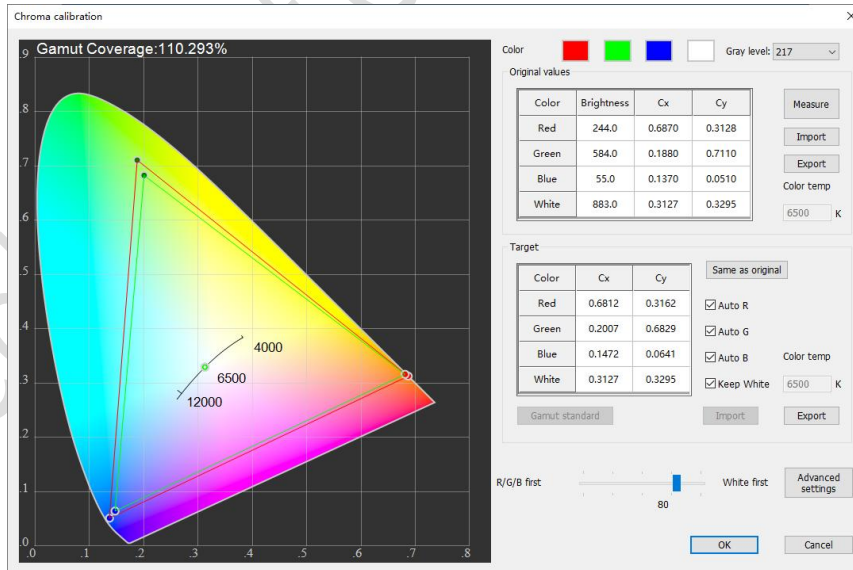 Chroma calibration
Gamut Coverage:110.293%
.9
.8
.7
.6
.5
.4
.3
.2
.1
.0
.0 .1 .2 .3 .4 .5 .6 .7 .8
4000
6500
12000
Color Gray level: 217
Original values
Color Brightness Cx Cy
Red 244.0 0.6870 0.3128
Green 584.0 0.1880 0.7110
Blue 55.0 0.1370 0.0510
White 883.0 0.3127 0.3295
Measure
Import
Export
Color temp
6500 K
Target
Color Cx Cy
Red 0.6812 0.3162
Green 0.2007 0.6829
Blue 0.1472 0.0641
White 0.3127 0.3295
Same as original
Auto R
Auto G
Auto B Color temp
Keep White 6500 K
Gamut standard Import Export
R/G/B first White first
80
Advanced
settings
OK Cancel